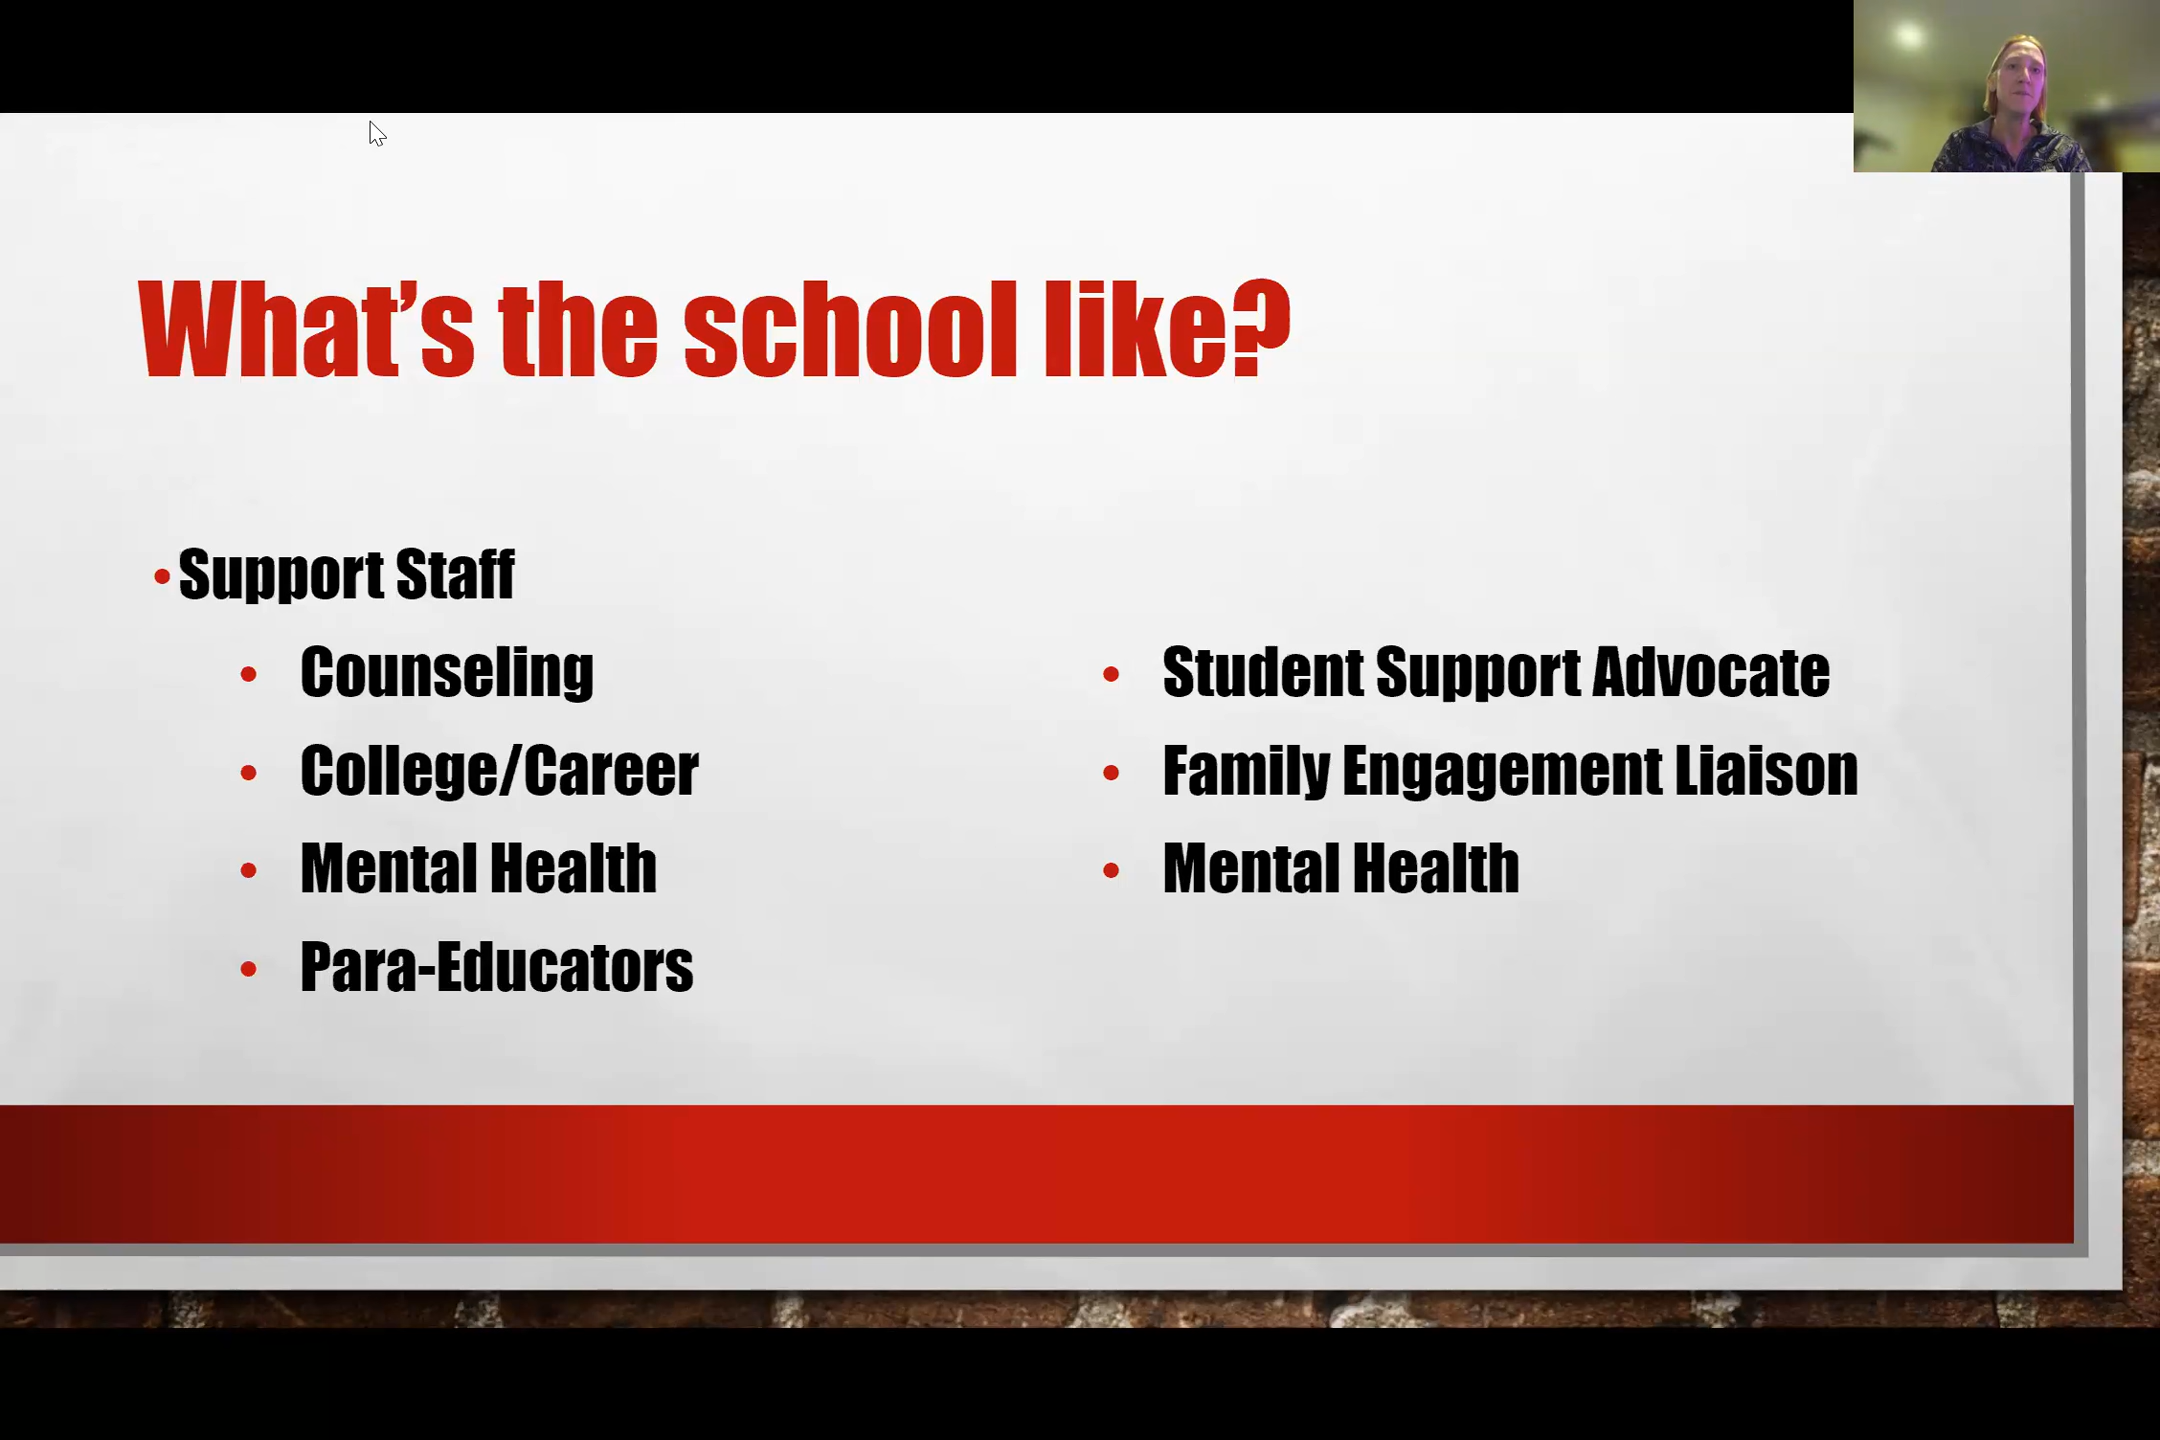 What’s the school like?
•Support Staff
• Counseling
• College/Career
• Mental Health
• Para-Educators
• Student Support Advocate
• Family Engagement Liaison
• Mental Health